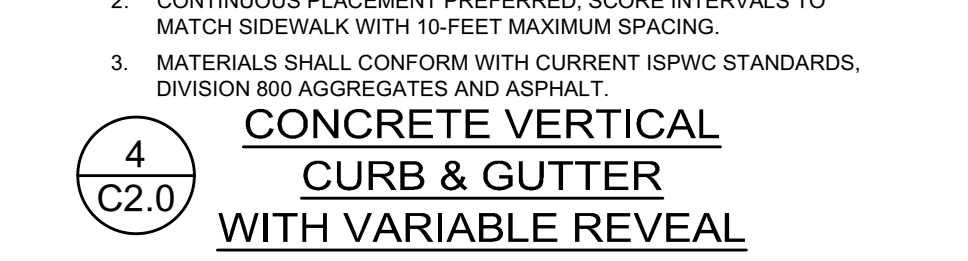 2. CONTINUOUS PLACEMENT PREFERRED, SCORE INTERVALS TO
MATCH SIDEWALK WITH 10-FEET MAXIMUM SPACING.
3. MATERIALS SHALL CONFORM WITH CURRENT ISPWC STANDARDS,
DIVISION 800 AGGREGATES AND ASPHALT.
4
C2.0
CONCRETE VERTICAL
CURB & GUTTER
WITH VARIABLE REVEAL